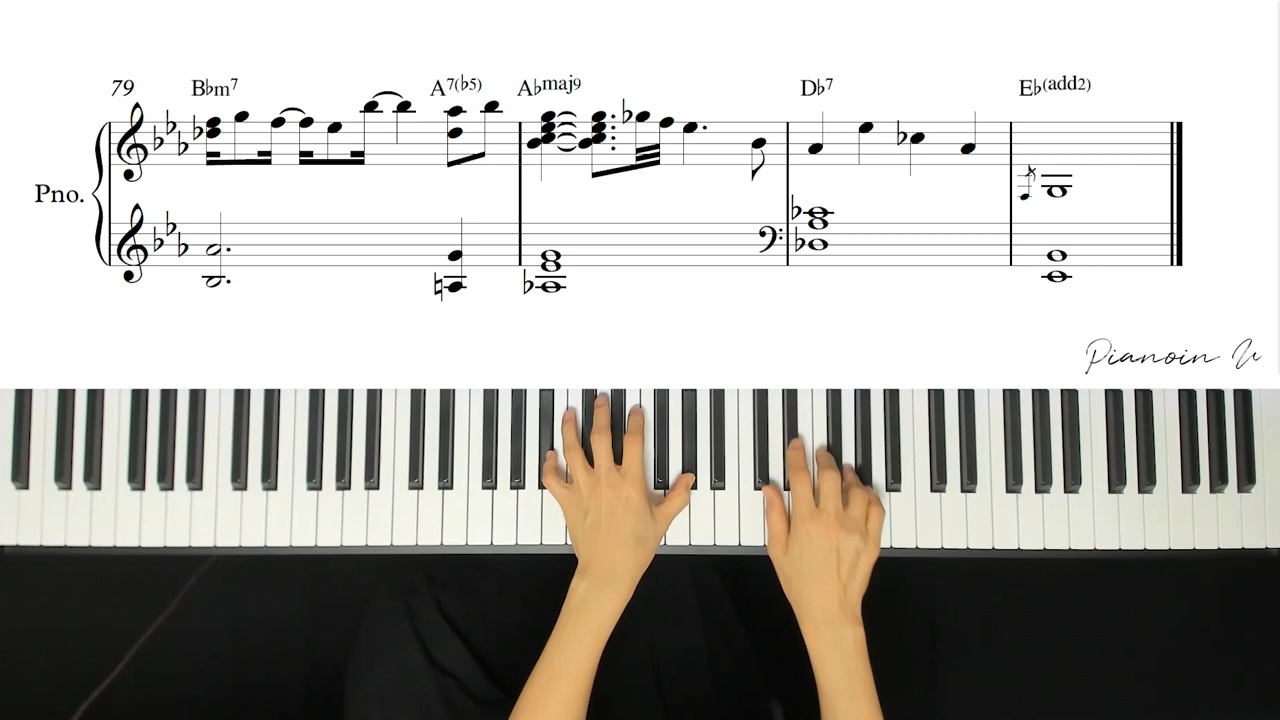 79 B♭m7 A7(♭5) A♭maj9 D♭7 E♭(add2)
Pno.
Pianoin U